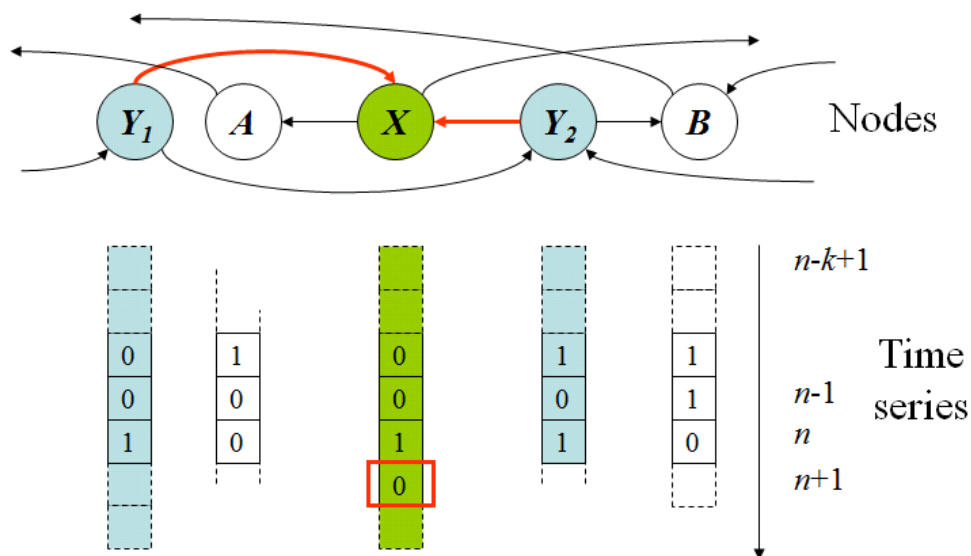 Y1 A X Y2 B Nodes
n-k+1
0 1 0 1 1 Time
0 0 0 0 1 n-1 series
1 0 1 1 0 n
0 n+1